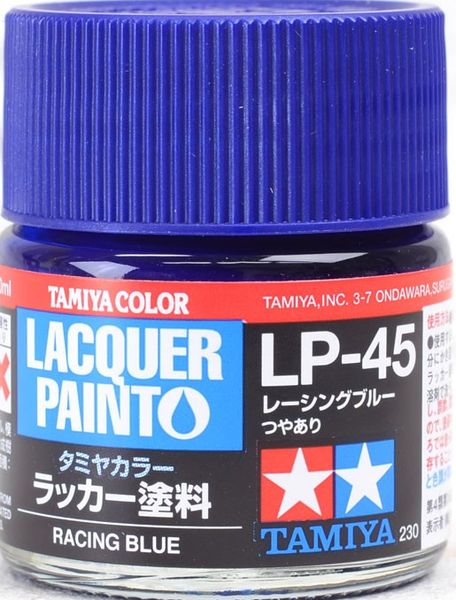 TAMIYA COLOR
LACQUER
PAINT
タミヤカラー
ラッカー塗料
RACING BLUE
TAMIYA, INC. 3-7 ONDAWARA,
LP-45
レーシングブルー
つやあり
TAMIYA 230